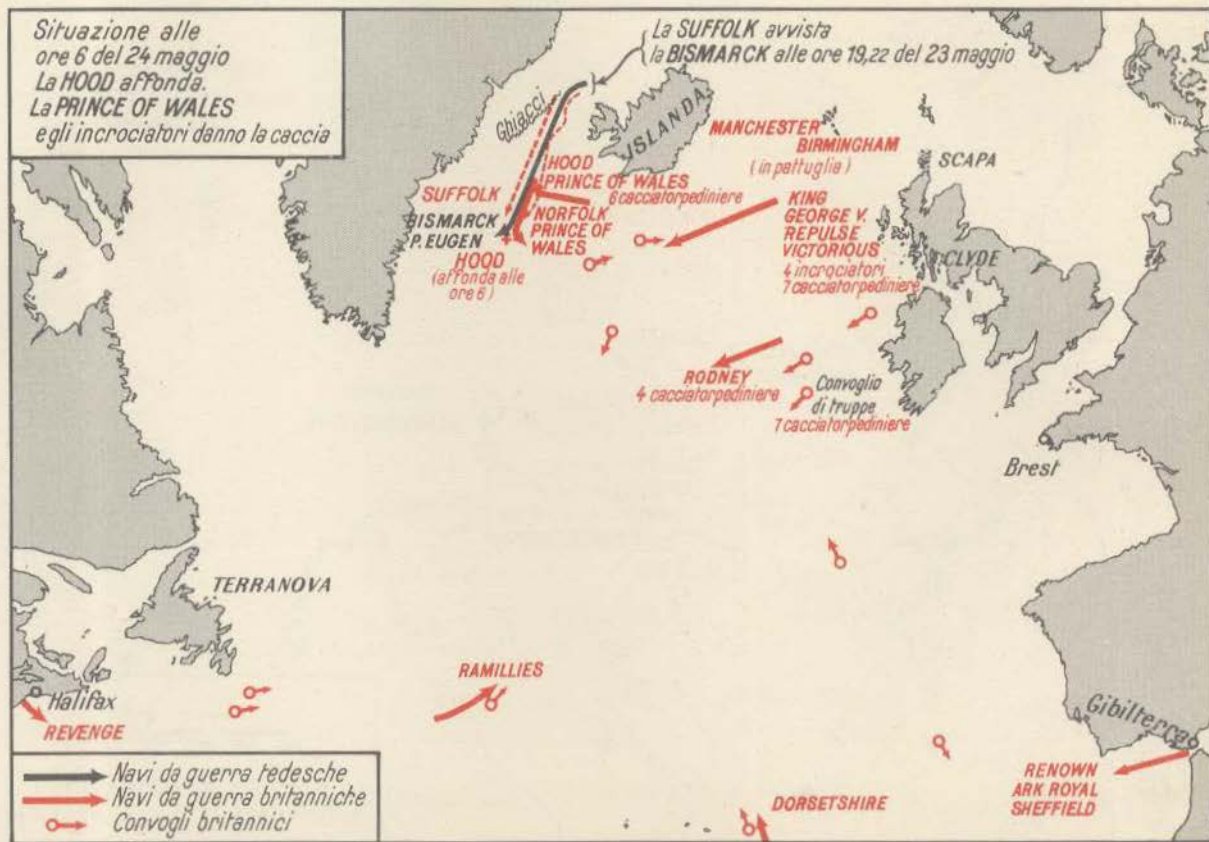 Situazione alle
ore 6 del 24 maggio
La HOOD affonda.
La PRINCE OF WALES
e gli incrociatori danno la caccia
La SUFFOLK avvista
la BISMARCK alle ore 19,22 del 23 maggio
Ghiacci
ISLANDA
MANCHESTER
BIRMINGHAM
(in pattuglia)
SCAPA
HOOD
PRINCE OF WALES
6 cacciatorpediniere
SUFFOLK
BISMARCK
P. EUGEN
NORFOLK
PRINCE OF
WALES
HOOD
(affonda alle
ore 6)
KING
GEORGE V.
REPULSE
VICTORIOUS
4 incrociatori
7 cacciatorpediniere
CLYDE
RODNEY
4 cacciatorpediniere
Convoglio
di truppe
7 cacciatorpediniere
Brest
TERRANOVA
Halifax
REVENGE
RAMILLIES
Gibilterra
RENOWN
ARK ROYAL
SHEFFIELD
DORSETSHIRE
Navi da guerra tedesche
Navi da guerra britanniche
Convogli britannici